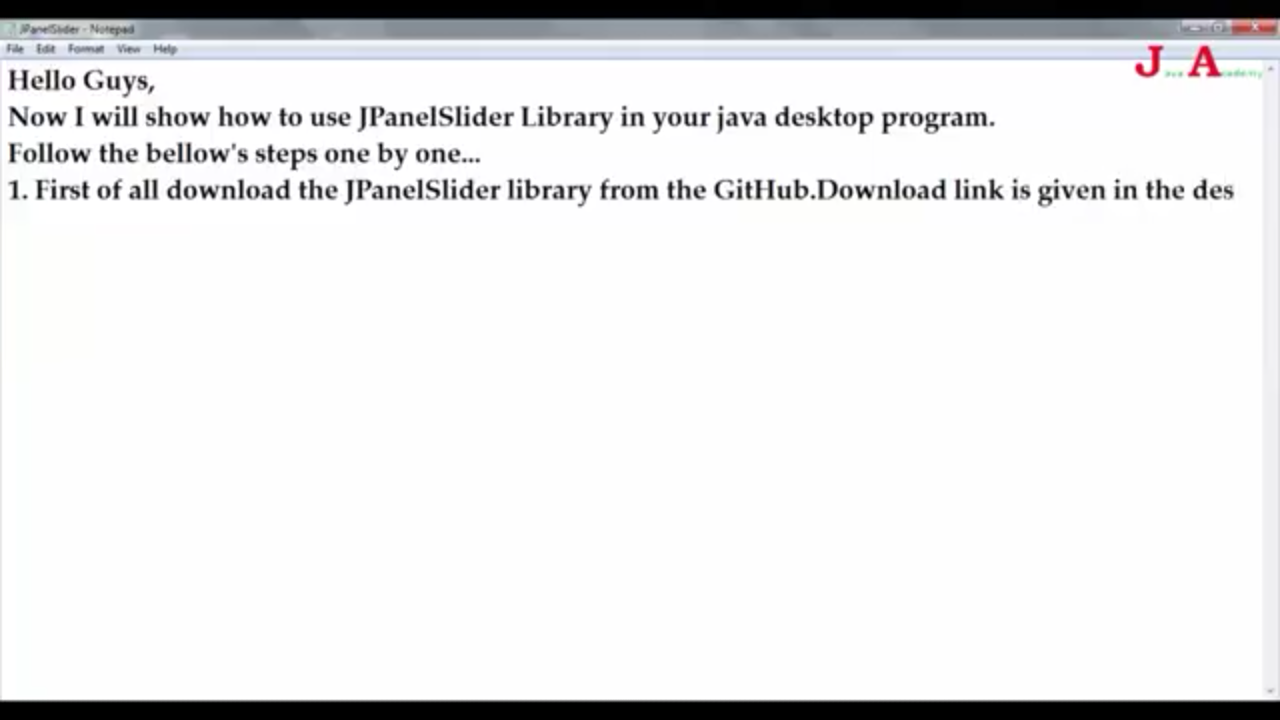 JPanelSlider - Notepad
File Edit Format View Help
J ava A cademy
Hello Guys,
Now I will show how to use JPanelSlider Library in your java desktop program.
Follow the bellow's steps one by one...
1. First of all download the JPanelSlider library from the GitHub.Download link is given in the des